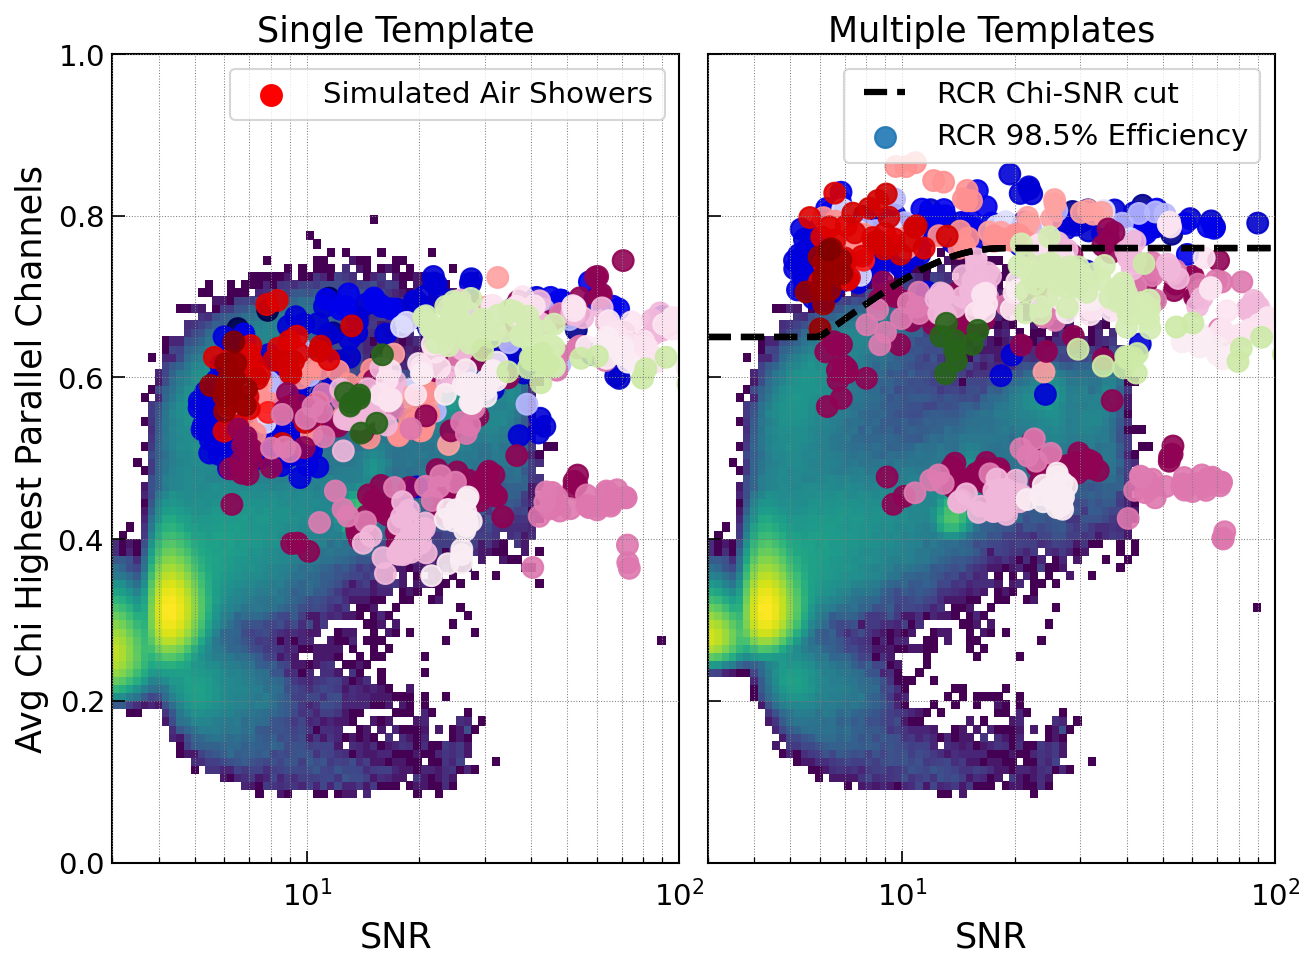 Single Template
Multiple Templates
Avg Chi Highest Parallel Channels
1.0
0.8
0.6
0.4
0.2
0.0
Simulated Air Showers
RCR Chi-SNR cut
RCR 98.5% Efficiency
10¹
10²
10¹
10²
SNR
SNR